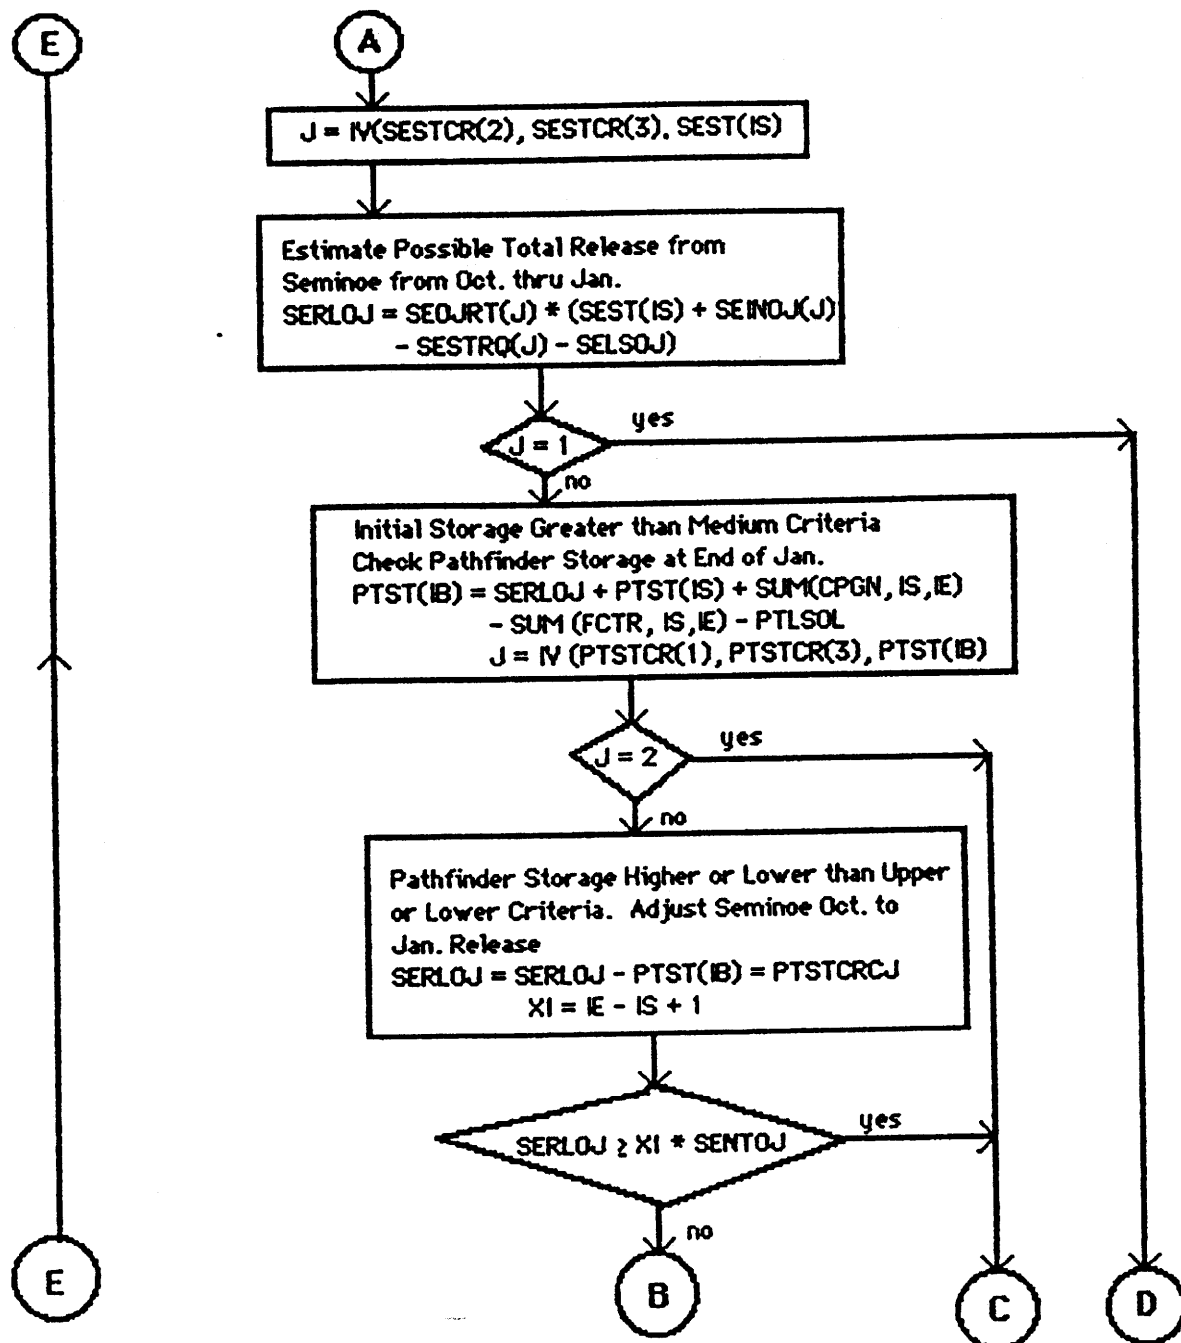 E
A
J = IV(SESTCR(2), SESTCR(3). SEST(IS)
Estimate Possible Total Release from
Seminoe from Oct. thru Jan.
SERLOJ = SEOJRT(J) * (SEST(IS) + SEINOJ(J)
- SESTRQ(J) - SELSOJ)
J = 1
yes
no
Initial Storage Greater than Medium Criteria
Check Pathfinder Storage at End of Jan.
PTST(IB) = SERLOJ + PTST(IS) + SUM(CPGN, IS,IE)
- SUM (FCTR, IS,IE) - PTLSOL
J = IV (PTSTCR(1), PTSTCR(3), PTST(IB)
J = 2
yes
no
Pathfinder Storage Higher or Lower than Upper
or Lower Criteria. Adjust Seminoe Oct. to
Jan. Release
SERLOJ = SERLOJ - PTST(IB) = PTSTCRCJ
XI = IE - IS + 1
SERLOJ ≥ XI * SENTOJ
yes
no
E
B
C
D